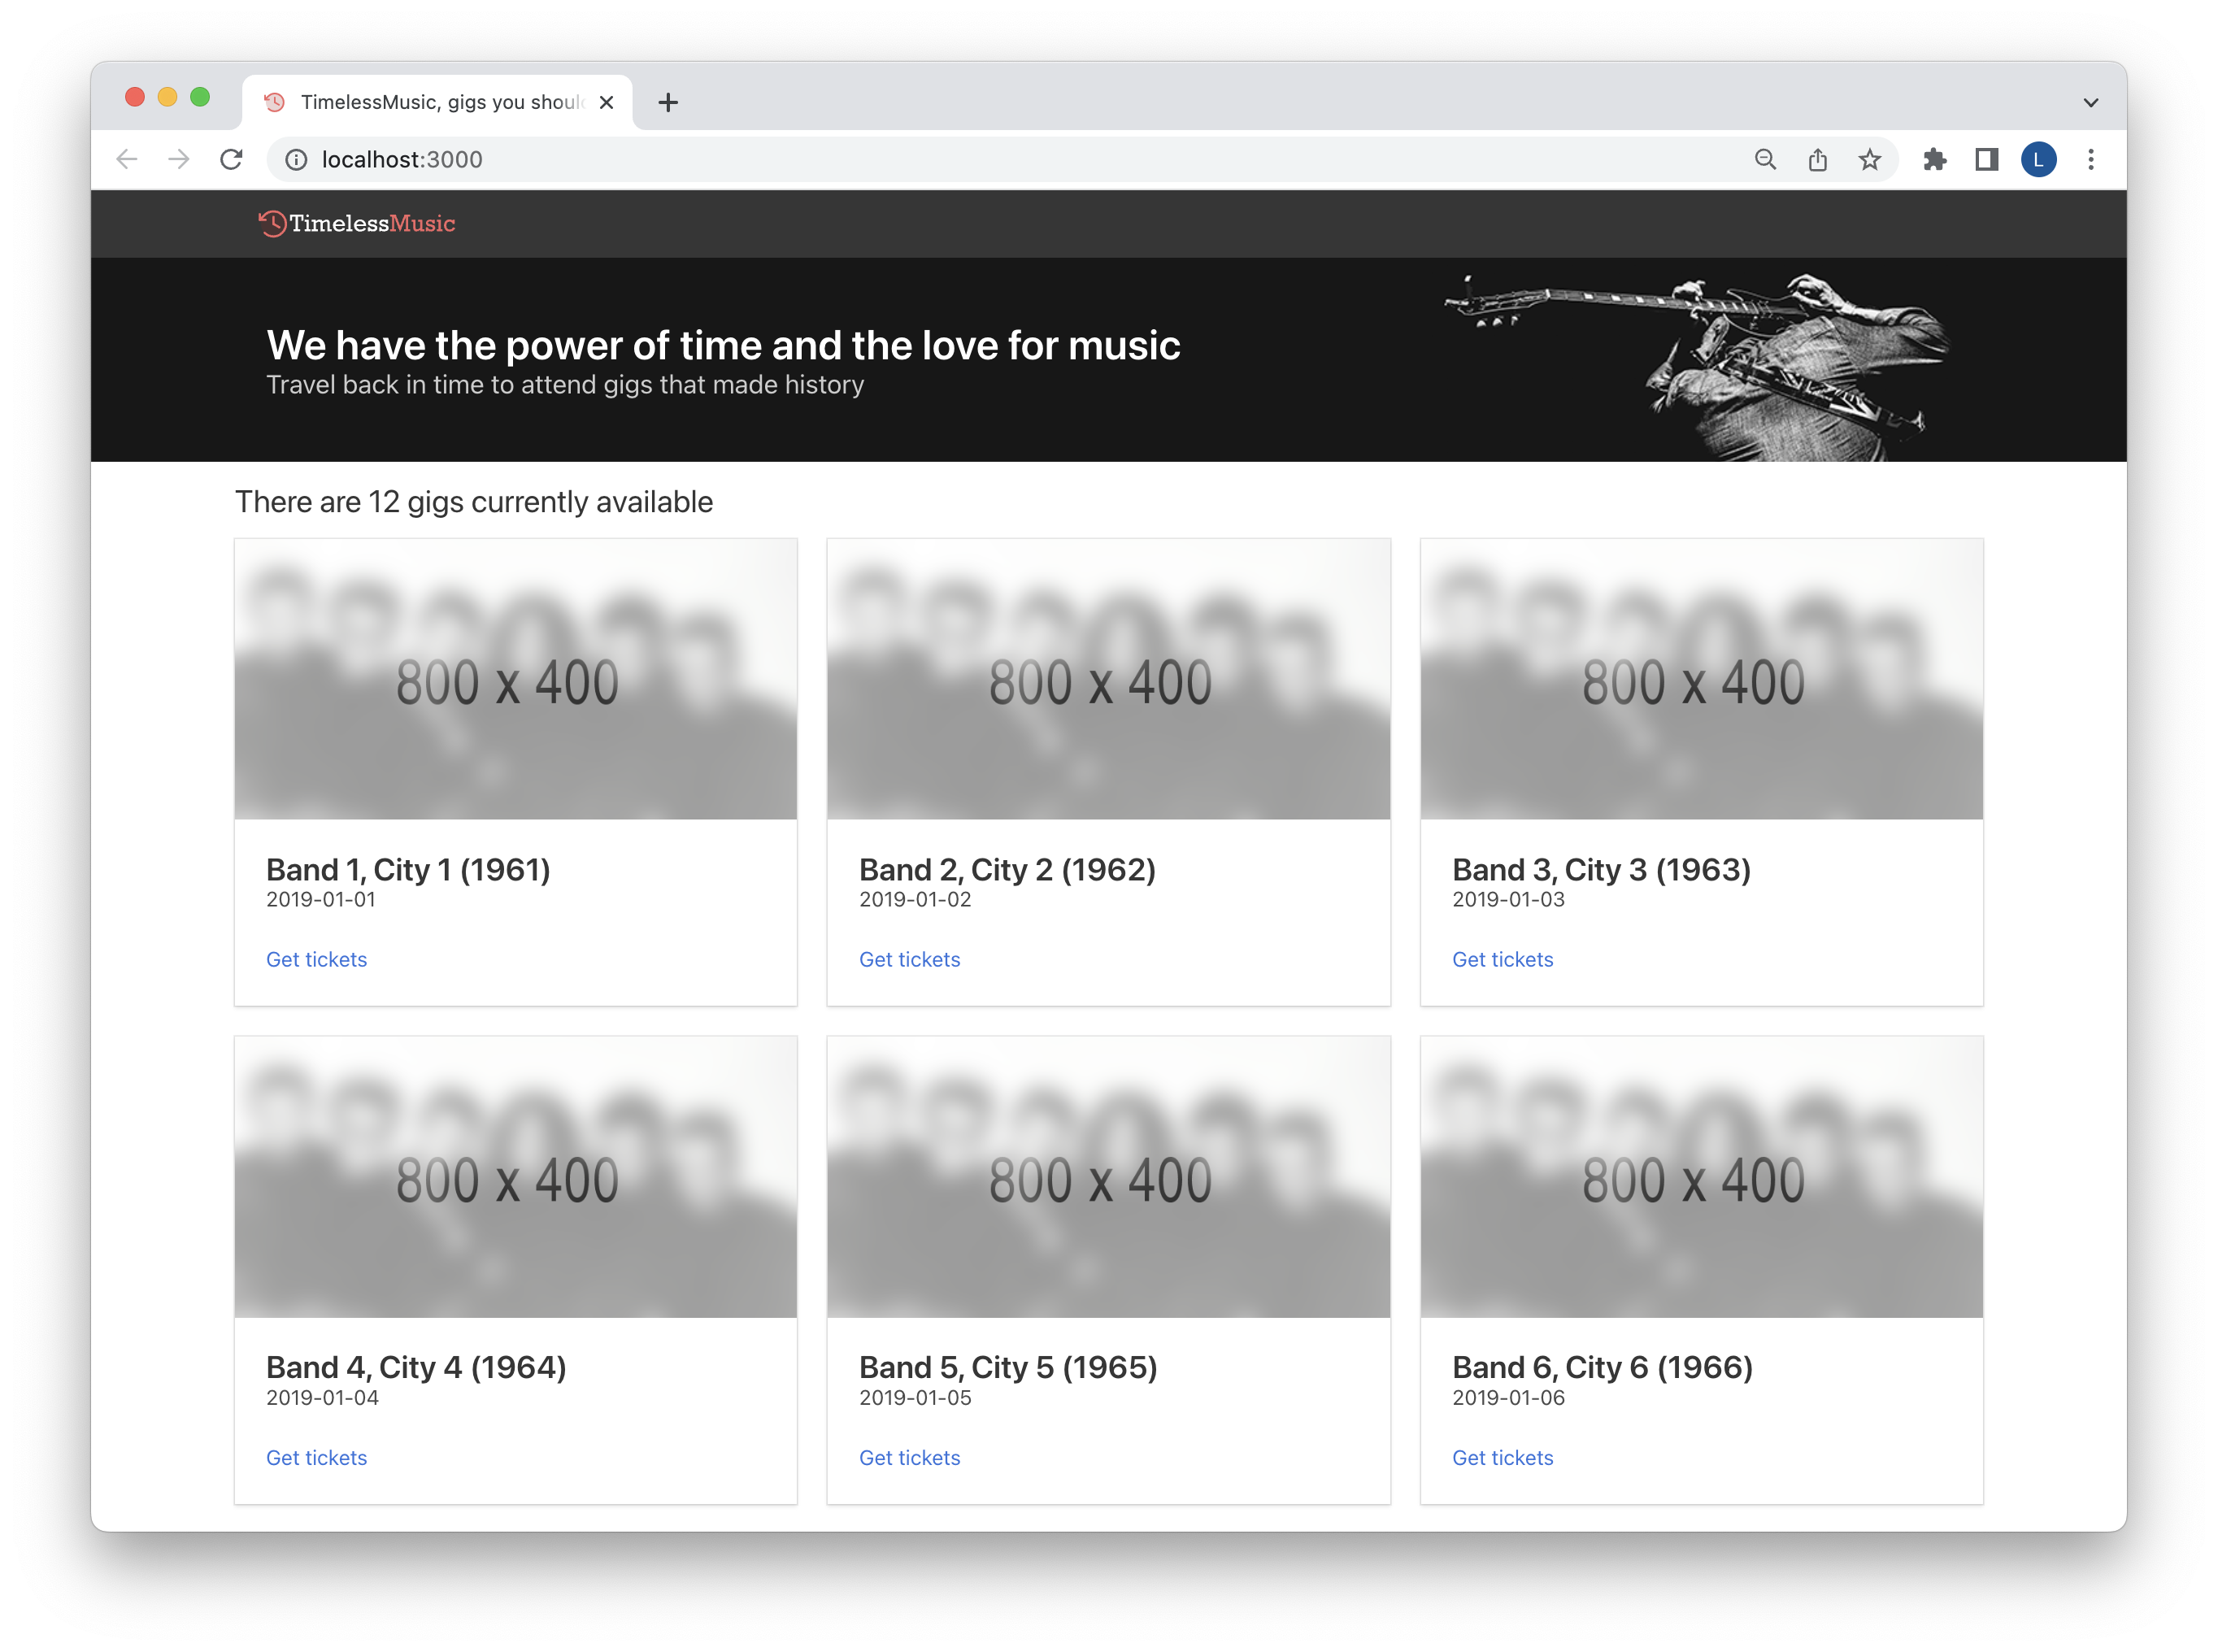 TimelessMusic, gigs you shoul
localhost:3000
L
TimelessMusic
We have the power of time and the love for music
Travel back in time to attend gigs that made history
There are 12 gigs currently available
800 x 400
800 x 400
800 x 400
Band 1, City 1 (1961)
2019-01-01
Get tickets
Band 2, City 2 (1962)
2019-01-02
Get tickets
Band 3, City 3 (1963)
2019-01-03
Get tickets
800 x 400
800 x 400
800 x 400
Band 4, City 4 (1964)
2019-01-04
Get tickets
Band 5, City 5 (1965)
2019-01-05
Get tickets
Band 6, City 6 (1966)
2019-01-06
Get tickets